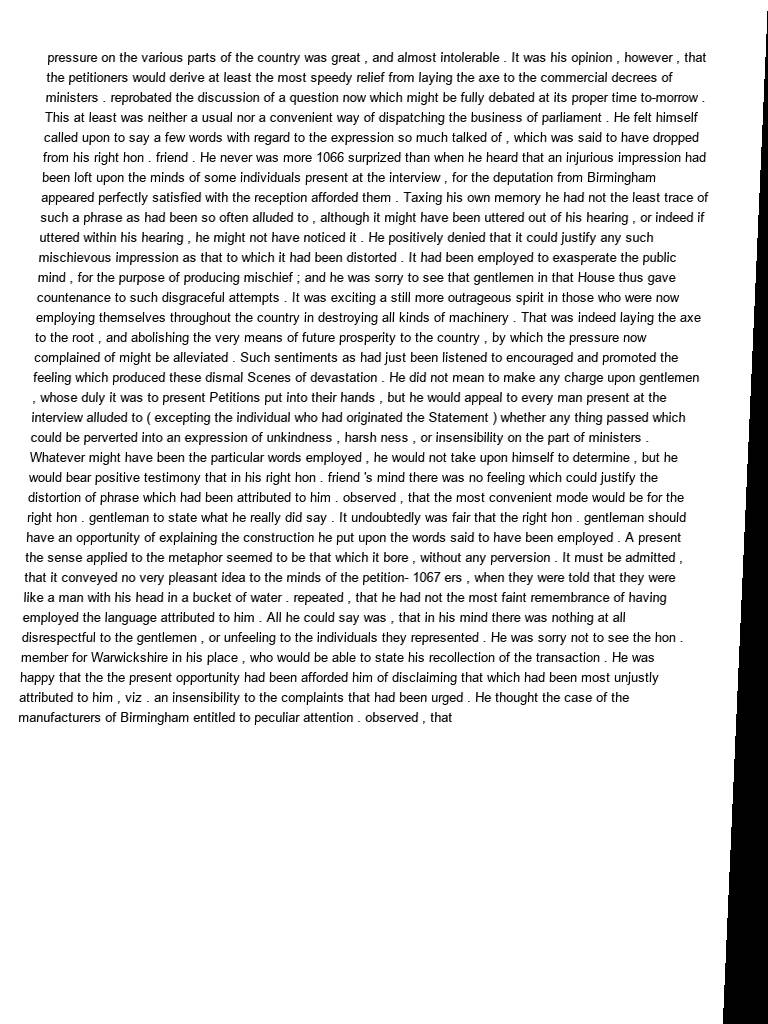 pressure on the various parts of the country was great , and almost intolerable . It was his opinion , however , that
the petitioners would derive at least the most speedy relief from laying the axe to the commercial decrees of
ministers . reprobated the discussion of a question now which might be fully debated at its proper time to-morrow .
This at least was neither a usual nor a convenient way of dispatching the business of parliament . He felt himself
called upon to say a few words with regard to the expression so much talked of , which was said to have dropped
from his right hon . friend . He never was more 1066 surprized than when he heard that an injurious impression had
been loft upon the minds of some individuals present at the interview , for the deputation from Birmingham
appeared perfectly satisfied with the reception afforded them . Taxing his own memory he had not the least trace of
such a phrase as had been so often alluded to , although it might have been uttered out of his hearing , or indeed if
uttered within his hearing , he might not have noticed it . He positively denied that it could justify any such
mischievous impression as that to which it had been distorted . It had been employed to exasperate the public
mind , for the purpose of producing mischief ; and he was sorry to see that gentlemen in that House thus gave
countenance to such disgraceful attempts . It was exciting a still more outrageous spirit in those who were now
employing themselves throughout the country in destroying all kinds of machinery . That was indeed laying the axe
to the root , and abolishing the very means of future prosperity to the country , by which the pressure now
complained of might be alleviated . Such sentiments as had just been listened to encouraged and promoted the
feeling which produced these dismal Scenes of devastation . He did not mean to make any charge upon gentlemen
, whose duly it was to present Petitions put into their hands , but he would appeal to every man present at the
interview alluded to ( excepting the individual who had originated the Statement ) whether any thing passed which
could be perverted into an expression of unkindness , harsh ness , or insensibility on the part of ministers .
Whatever might have been the particular words employed , he would not take upon himself to determine , but he
would bear positive testimony that in his right hon . friend 's mind there was no feeling which could justify the
distortion of phrase which had been attributed to him . observed , that the most convenient mode would be for the
right hon . gentleman to state what he really did say . It undoubtedly was fair that the right hon . gentleman should
have an opportunity of explaining the construction he put upon the words said to have been employed . A present
the sense applied to the metaphor seemed to be that which it bore , without any perversion . It must be admitted ,
that it conveyed no very pleasant idea to the minds of the petition- 1067 ers , when they were told that they were
like a man with his head in a bucket of water . repeated , that he had not the most faint remembrance of having
employed the language attributed to him . All he could say was , that in his mind there was nothing at all
disrespectful to the gentlemen , or unfeeling to the individuals they represented . He was sorry not to see the hon .
member for Warwickshire in his place , who would be able to state his recollection of the transaction . He was
happy that the the present opportunity had been afforded him of disclaiming that which had been most unjustly
attributed to him , viz . an insensibility to the complaints that had been urged . He thought the case of the
manufacturers of Birmingham entitled to peculiar attention . observed , that